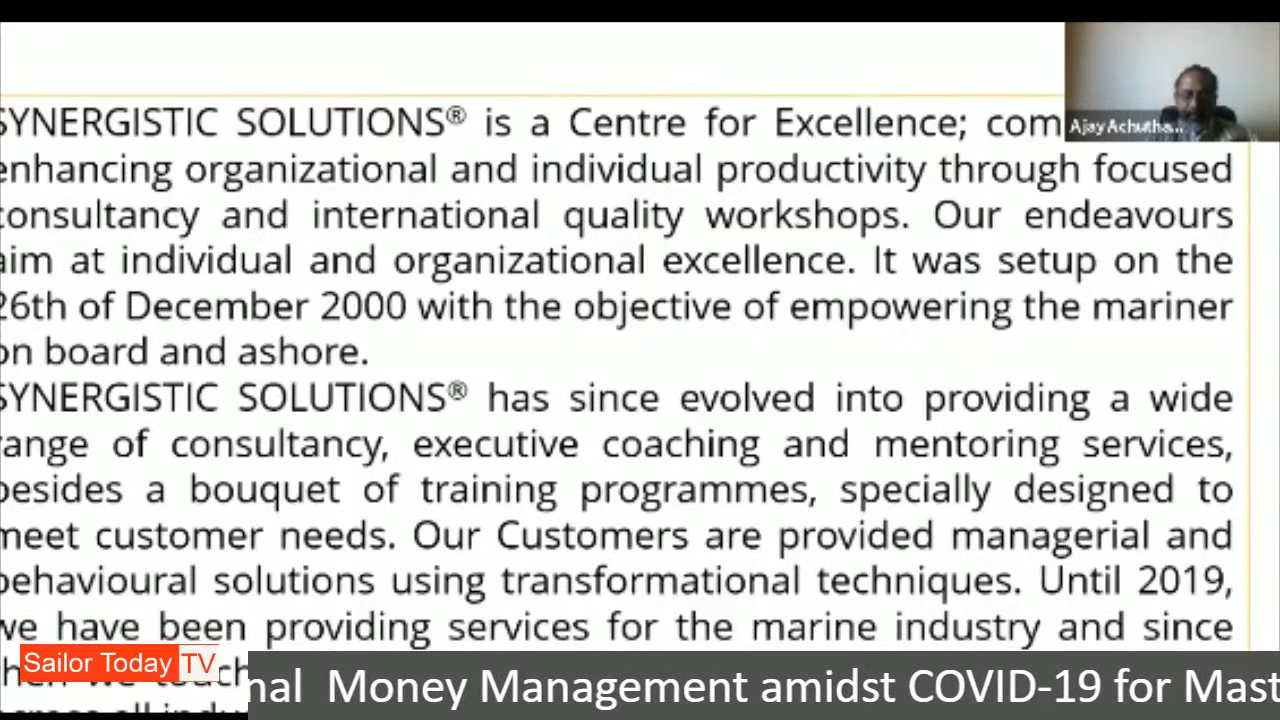 SYNERGISTIC SOLUTIONS® is a Centre for Excellence; com
Ajay Achutha...
enhancing organizational and individual productivity through focused
consultancy and international quality workshops. Our endeavours
aim at individual and organizational excellence. It was setup on the
26th of December 2000 with the objective of empowering the mariner
on board and ashore.
SYNERGISTIC SOLUTIONS® has since evolved into providing a wide
range of consultancy, executive coaching and mentoring services,
besides a bouquet of training programmes, specially designed to
meet customer needs. Our Customers are provided managerial and
behavioural solutions using transformational techniques. Until 2019,
we have been providing services for the marine industry and since
Sailor Today TV
nal Money Management amidst COVID-19 for Mast